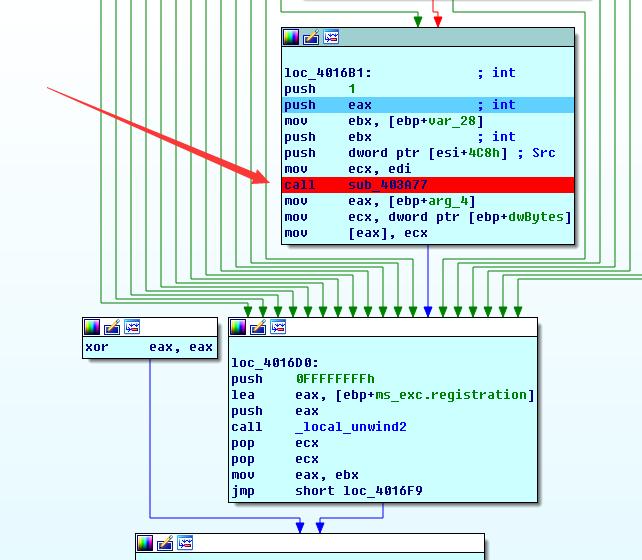 loc_4016B1: ; int
push 1
push eax ; int
mov ebx, [ebp+var_28]
push ebx ; int
push dword ptr [esi+4C8h] ; Src
mov ecx, edi
call sub_403A77
mov eax, [ebp+arg_4]
mov ecx, dword ptr [ebp+dwBytes]
mov [eax], ecx
xor eax, eax
loc_4016D0:
push 0FFFFFFFFh
lea eax, [ebp+ms_exc.registration]
push eax
call _local_unwind2
pop ecx
pop ecx
mov eax, ebx
jmp short loc_4016F9